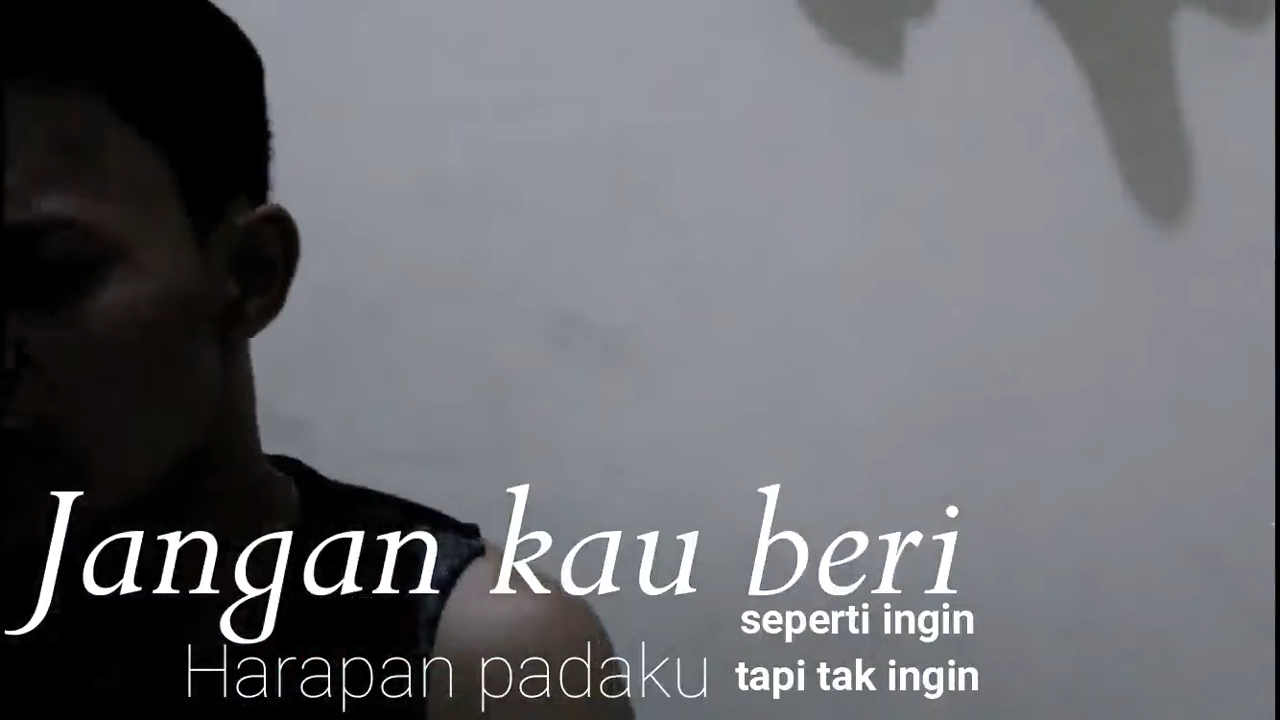 Jangan kau beri
Harapan padaku
seperti ingin
tapi tak ingin